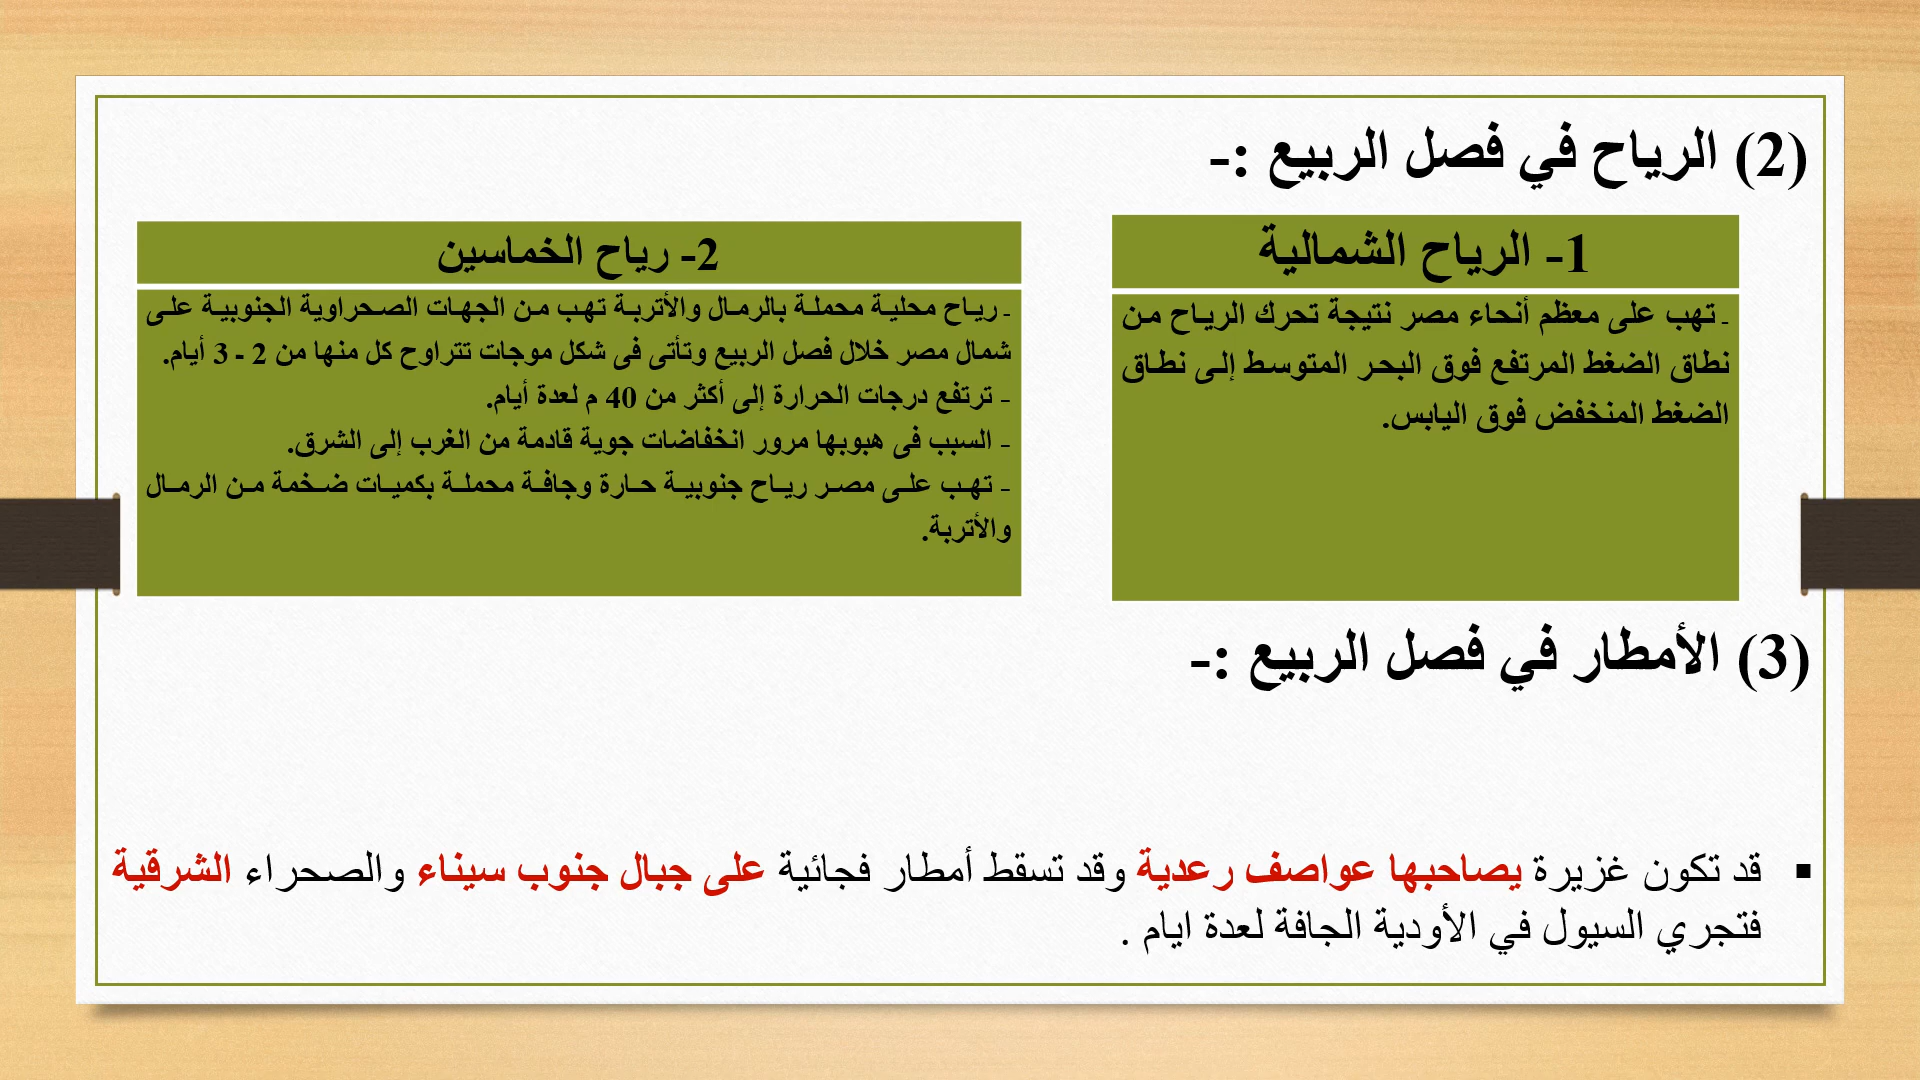 (2) الرياح في فصل الربيع :-
1- الرياح الشمالية
- تهب على معظم أنحاء مصر نتيجة تحرك الرياح من
نطاق الضغط المرتفع فوق البحر المتوسط إلى نطاق
الضغط المنخفض فوق اليابس.
2- رياح الخماسين
- رياح محلية محملة بالرمال والأتربة تهب من الجهات الصحراوية الجنوبية على
شمال مصر خلال فصل الربيع وتأتى فى شكل موجات تتراوح كل منها من 2 - 3 أيام.
- ترتفع درجات الحرارة إلى أكثر من 40 م لعدة أيام.
- السبب فى هبوبها مرور انخفاضات جوية قادمة من الغرب إلى الشرق.
- تهب على مصر رياح جنوبية حارة وجافة محملة بكميات ضخمة من الرمال
والأتربة.
(3) الأمطار في فصل الربيع :-
▪ قد تكون غزيرة يصاحبها عواصف رعدية وقد تسقط أمطار فجائية على جبال جنوب سيناء والصحراء الشرقية
فتجري السيول في الأودية الجافة لعدة ايام .